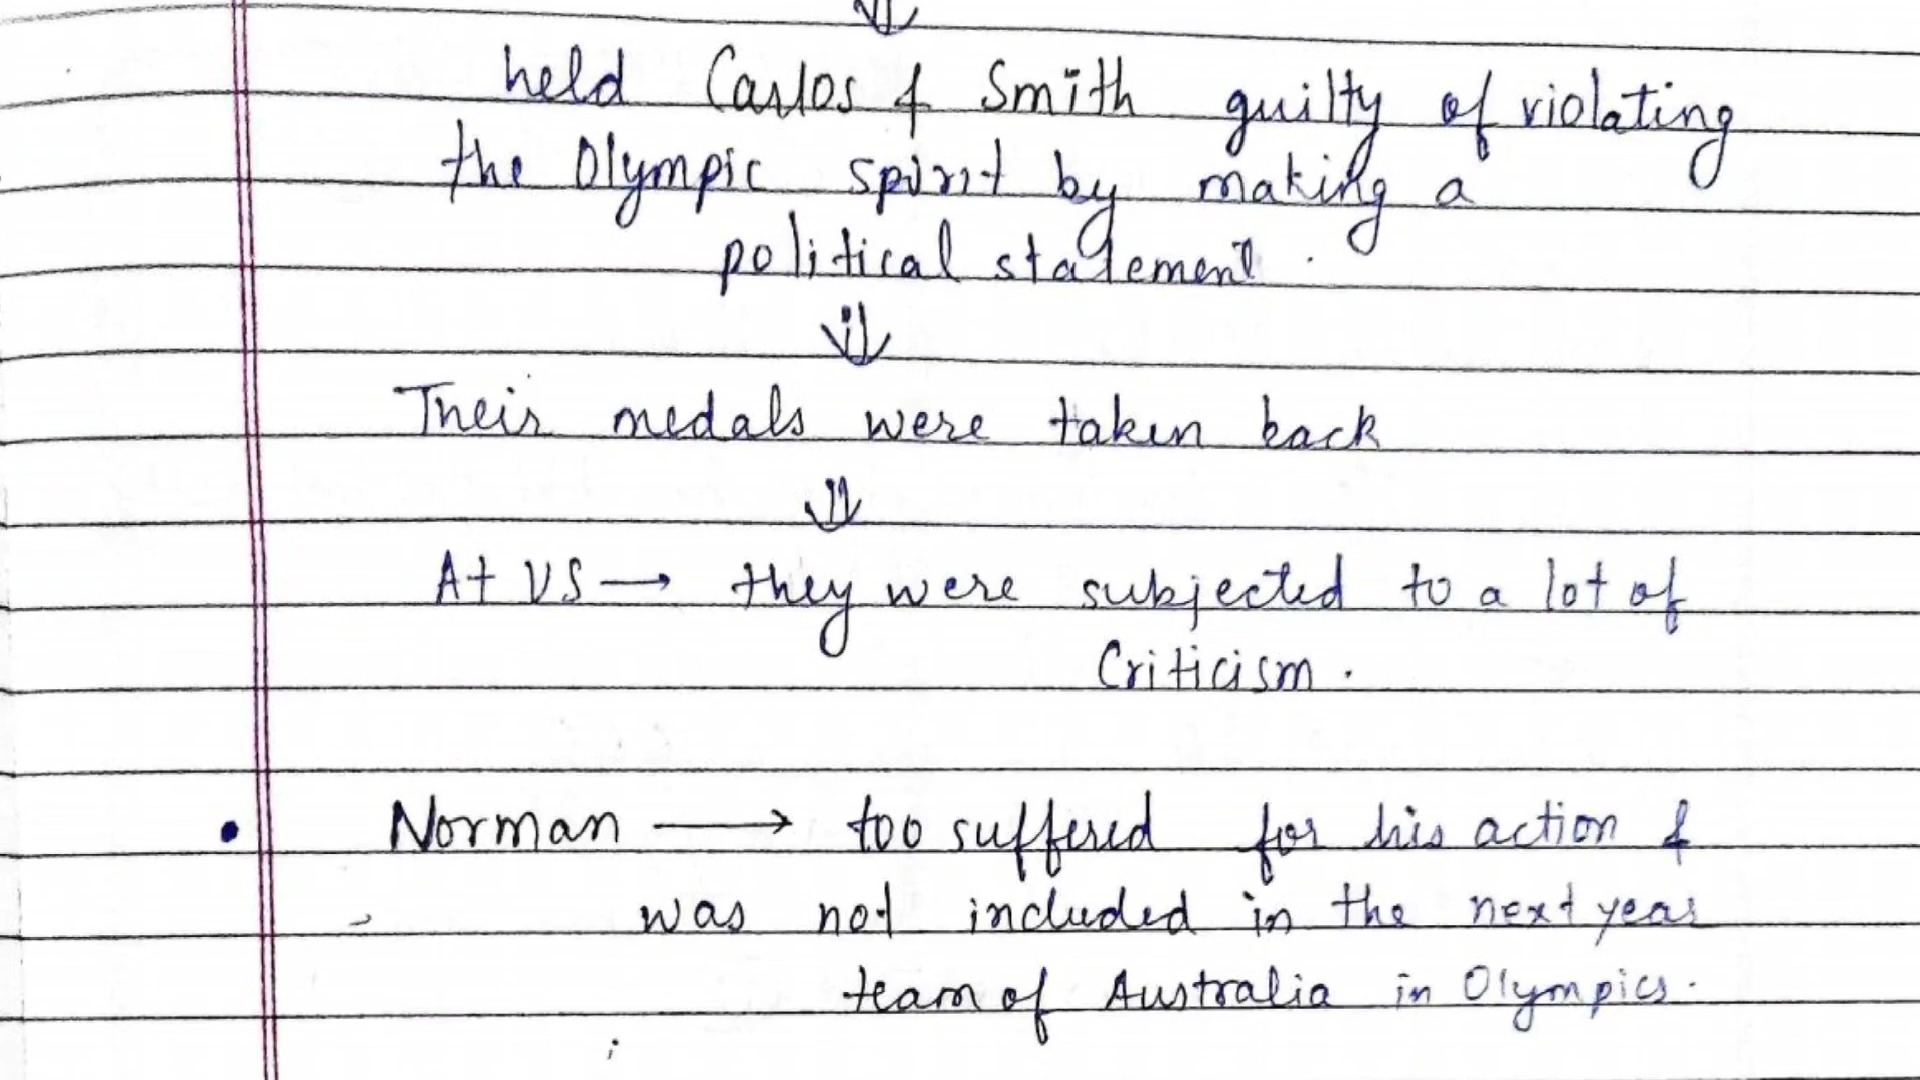 ⇓
held Carlos & Smith guilty of violating
the Olympic spirit by making a
political statement.
⇓
Their medals were taken back
⇓
At US → they were subjected to a lot of
Criticism.
• Norman → too suffered for his action &
was not included in the next year
team of Australia in Olympics.